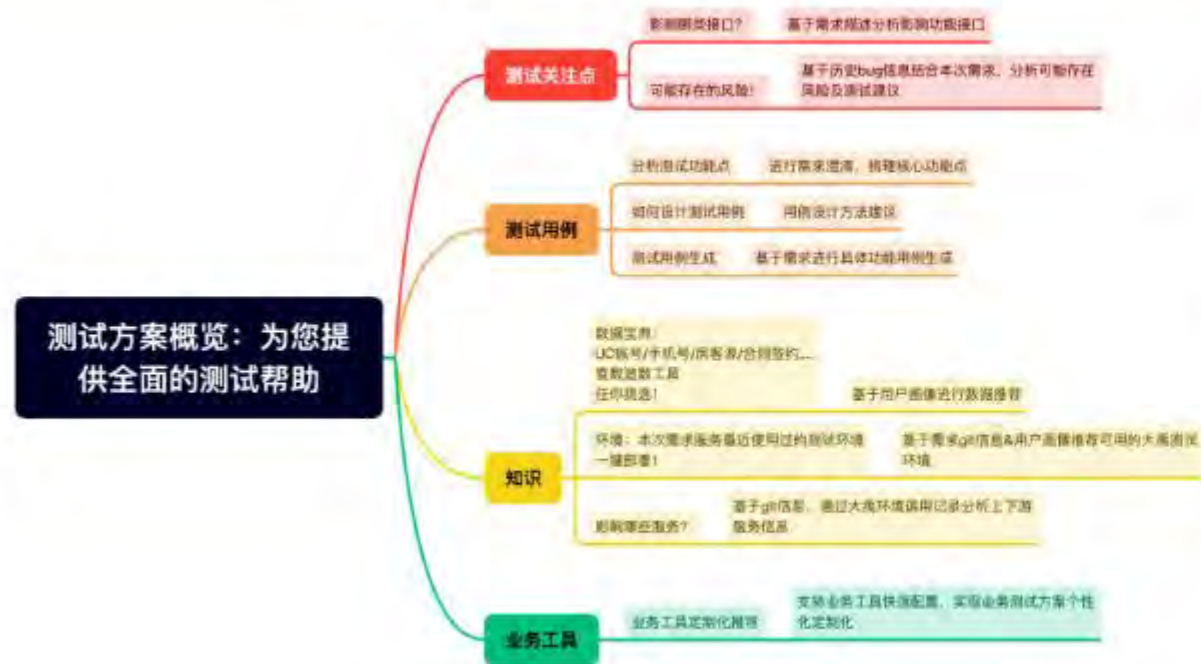 测试方案概览：为您提
供全面的测试帮助
测试关注点
影响哪些接口？
基于需求描述分析影响功能接口
可能存在的风险！
基于历史bug信息结合本次需求，分析可能存在
风险及测试建议
测试用例
分析测试功能点
进行需求澄清，梳理核心功能点
如何设计测试用例
用例设计方法建议
测试用例生成
基于需求进行具体功能用例生成
知识
数据宝典：
UC账号/手机号/房客源/合同签约....
查数造数工具
任你挑选！
基于用户画像进行数据推荐
环境：本次需求服务最近使用过的测试环境
一键部署！
基于需求git信息&用户画像推荐可用的大禹测试
环境
影响哪些服务？
基于git信息，通过大禹环境调用记录分析上下游
服务信息
业务工具
业务工具定制化推荐
支持业务工具快速配置，实现业务测试方案个性
化定制化